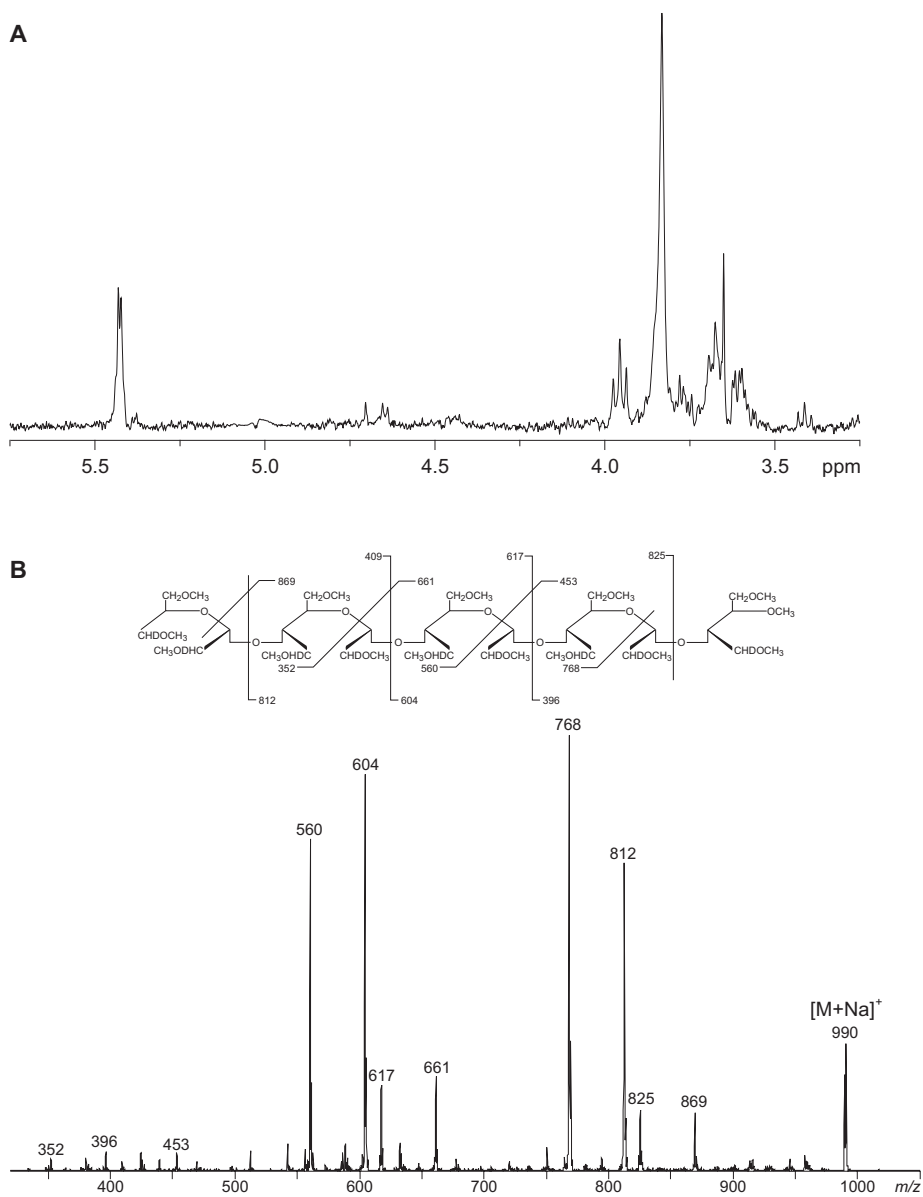 A
5.5 5.0 4.5 4.0 3.5 ppm
B
409 617 825
869 661 453
CH₂OCH₃ CH₂OCH₃ CH₂OCH₃ CH₂OCH₃ CH₂OCH₃
O O O O OCH₃
CHDOCH₃ O O O O
CH₃ODHC CH₃OHDC CHDOCH₃ CH₃OHDC CHDOCH₃ CH₃OHDC CHDOCH₃ CHDOCH₃
352 560 768
812 604 396
768
604
560
812
[M+Na]⁺
990
617 661 825 869
352 396 453
400 500 600 700 800 900 1000 m/z